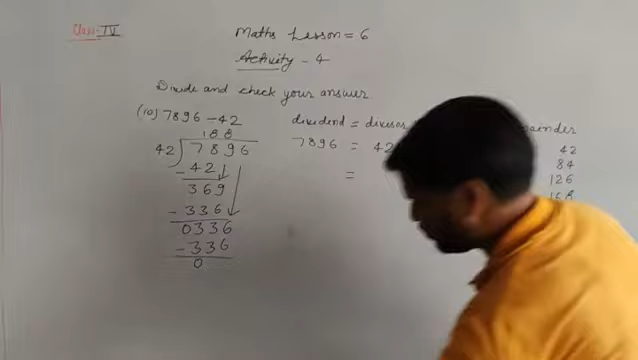 Class-IV
Maths Lesson = 6
Activity - 4
Divide and check your answer.
(10) 7896 - 42
188
42) 7896
- 42
369
- 336
0336
- 336
0
dividend = divisor
7896 = 42
=
42
84
126
168